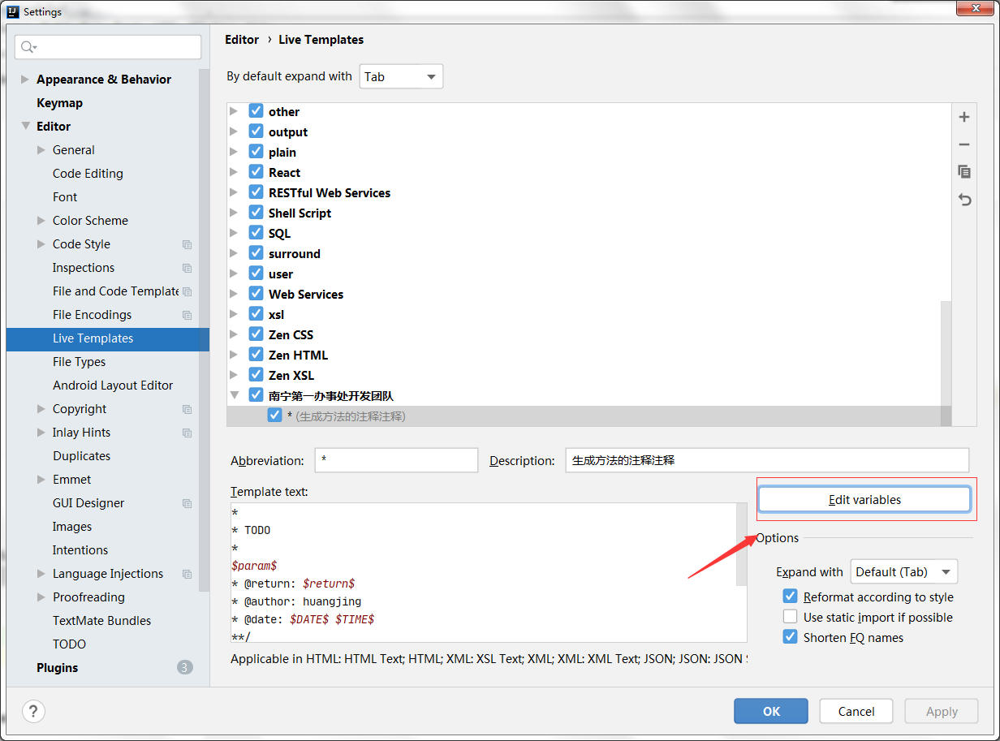 Settings
Editor › Live Templates
By default expand with Tab
Appearance & Behavior
Keymap
Editor
General
Code Editing
Font
Color Scheme
Code Style
Inspections
File and Code Template
File Encodings
Live Templates
File Types
Android Layout Editor
Copyright
Inlay Hints
Duplicates
Emmet
GUI Designer
Images
Intentions
Language Injections
Proofreading
TextMate Bundles
TODO
Plugins 3
other
output
plain
React
RESTful Web Services
Shell Script
SQL
surround
user
Web Services
xsl
Zen CSS
Zen HTML
Zen XSL
南宁第一办事处开发团队
* (生成方法的注释注释)
Abbreviation: * Description: 生成方法的注释注释
Template text:
*
* TODO
*
$param$
* @return: $return$
* @author: huangjing
* @date: $DATE$ $TIME$
**/
Edit variables
Options
Expand with Default (Tab)
Reformat according to style
Use static import if possible
Shorten FQ names
Applicable in HTML: HTML Text; HTML; XML: XSL Text; XML; XML: XML Text; JSON; JSON: JSON
? OK Cancel Apply